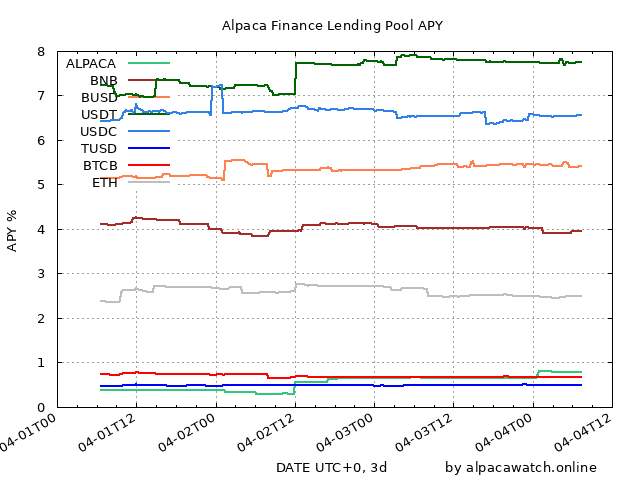 Alpaca Finance Lending Pool APY
8
7
6
5
4
3
2
1
0
APY %
ALPACA
BNB
BUSD
USDT
USDC
TUSD
BTCB
ETH
04-01T00
04-01T12
04-02T00
04-02T12
04-03T00
04-03T12
04-04T00
04-04T12
DATE UTC+0, 3d
by alpacawatch.online